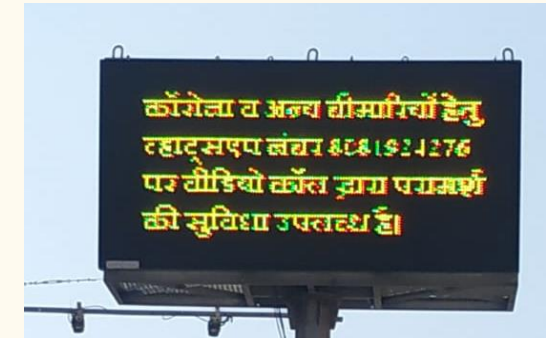 कॉरोना व अन्य बीमारियों हेतु
व्हाट्सएप नंबर 8081924276
पर वीडियो कॉल द्वारा परामर्श
की सुविधा उपलब्ध है।